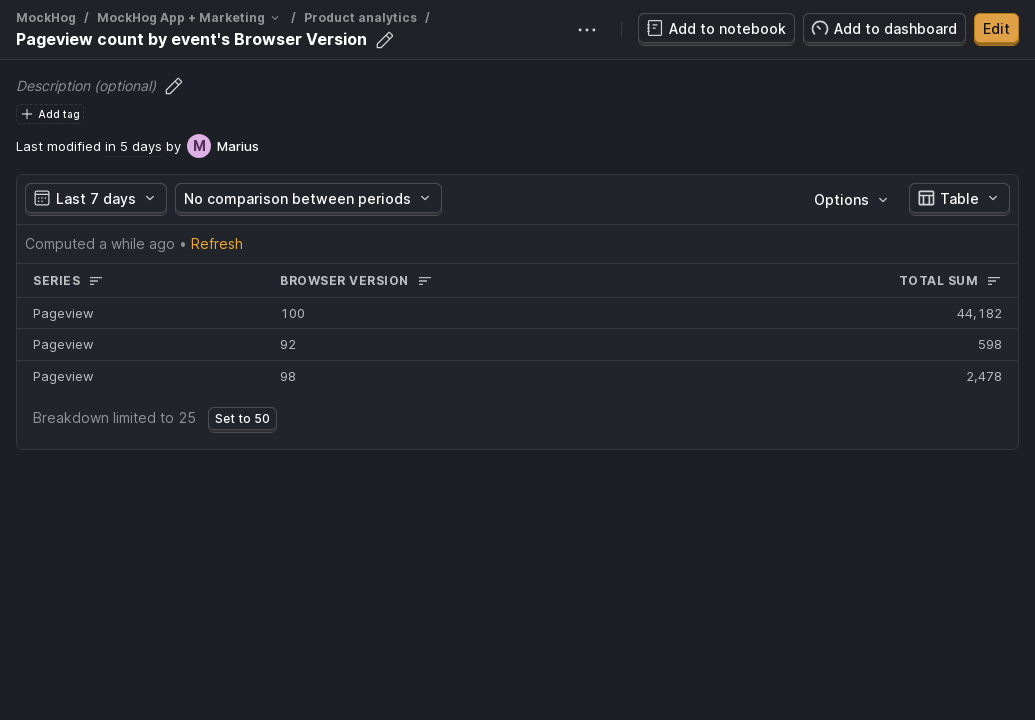 MockHog / MockHog App + Marketing / Product analytics /
Pageview count by event's Browser Version
Add to notebook
Add to dashboard
Edit
Description (optional)
Add tag
Last modified in 5 days by M Marius
Last 7 days
No comparison between periods
Options
Table
Computed a while ago • Refresh
SERIES BROWSER VERSION TOTAL SUM
Pageview 100 44,182
Pageview 92 598
Pageview 98 2,478
Breakdown limited to 25 Set to 50